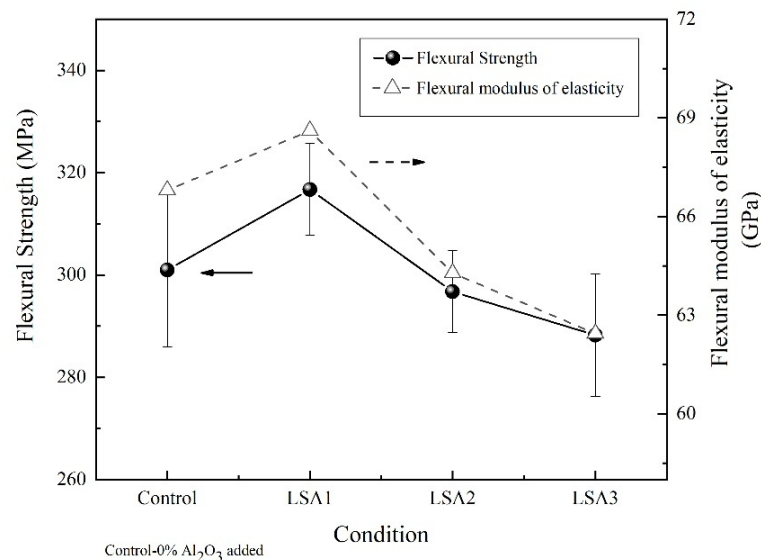 Flexural Strength
Flexural modulus of elasticity
Flexural Strength (MPa)
340
320
300
280
260
72
69
66
63
60
Flexural modulus of elasticity
(GPa)
Control LSA1 LSA2 LSA3
Condition
Control-0% Al₂O₃ added